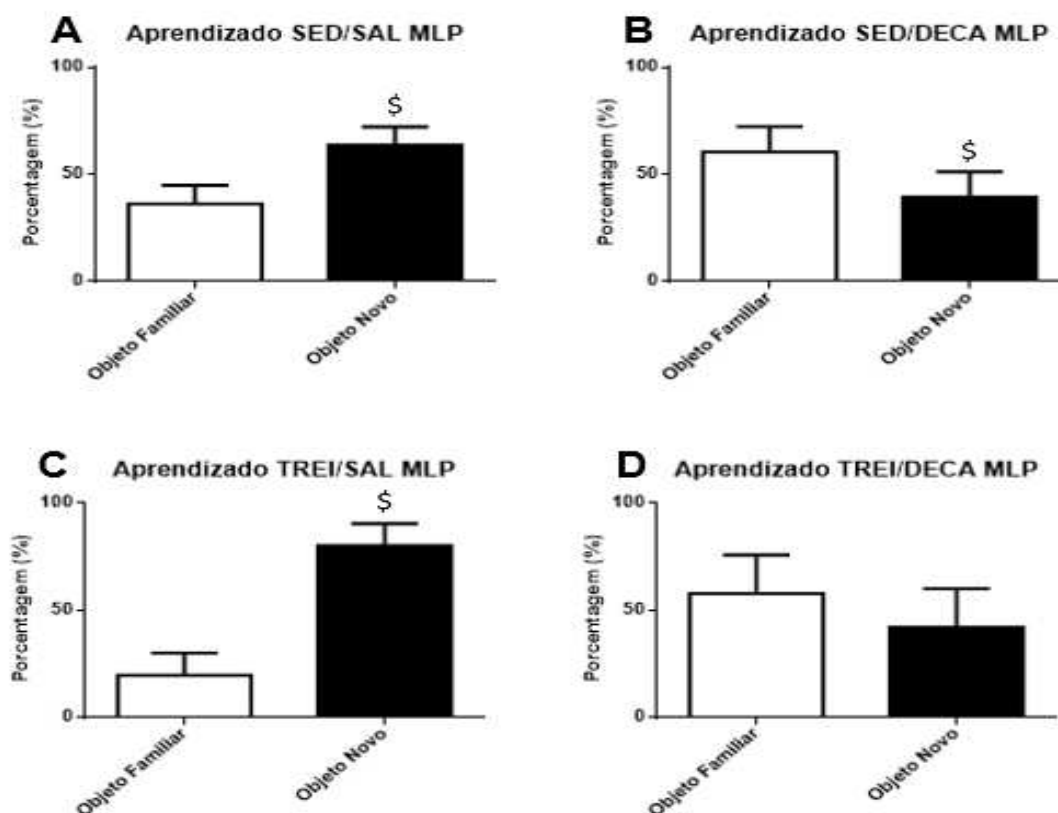 A Aprendizado SED/SAL MLP
Porcentagem (%)
100
50
0
$
Objeto Familiar
Objeto Novo
B Aprendizado SED/DECA MLP
Porcentagem (%)
100
50
0
$
Objeto Familiar
Objeto Novo
C Aprendizado TREI/SAL MLP
Porcentagem (%)
100
50
0
$
Objeto Familiar
Objeto Novo
D Aprendizado TREI/DECA MLP
Porcentagem (%)
100
50
0
Objeto Familiar
Objeto Novo